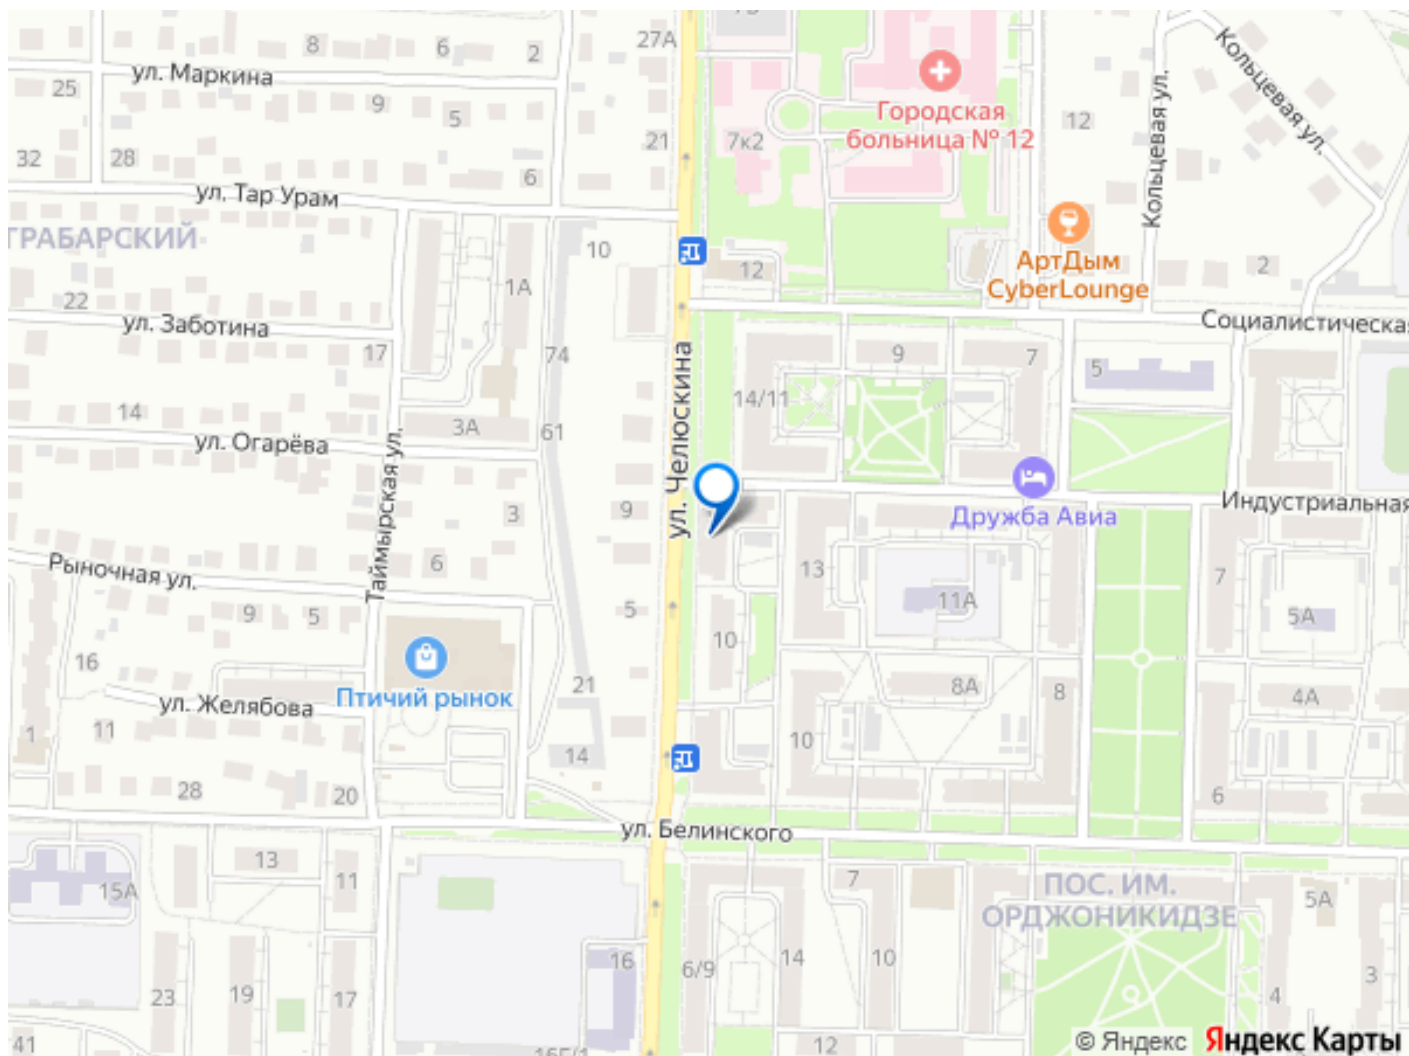 27А
8
6
2
ул. Маркина
25
9
5
21
7к2
Городская
больница № 12
12
Кольцевая ул.
Кольцевая ул.
32
28
6
ул. Тар Урам
ГРАБАРСКИЙ
10
12
АртДым
CyberLounge
2
1А
22
ул. Заботина
17
74
ул. Челюскина
Социалистическая
9
7
5
14
14/11
3А
61
ул. Огарёва
Таймырская ул.
3
9
Дружба Авиа
Индустриальная
Рыночная ул.
6
13
7
9
5
5
11А
5А
16
10
Птичий рынок
21
8А
8
4А
ул. Желябова
1
11
10
14
28
20
6
ул. Белинского
13
11
7
15А
ПОС. ИМ.
ОРДЖОНИКИДЗЕ
5А
16
6/9
14
10
23
19
17
4
3
41
16Б/1
12
© Яндекс
Яндекс Карты